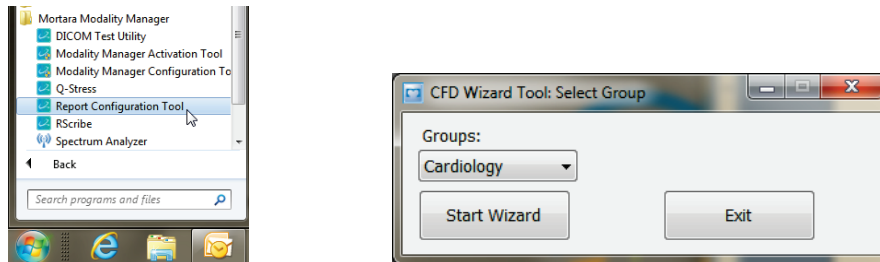 Mortara Modality Manager
DICOM Test Utility
Modality Manager Activation Tool
Modality Manager Configuration To
Q-Stress
Report Configuration Tool
RScribe
Spectrum Analyzer
Back
Search programs and files
CFD Wizard Tool: Select Group
Groups:
Cardiology
Start Wizard
Exit